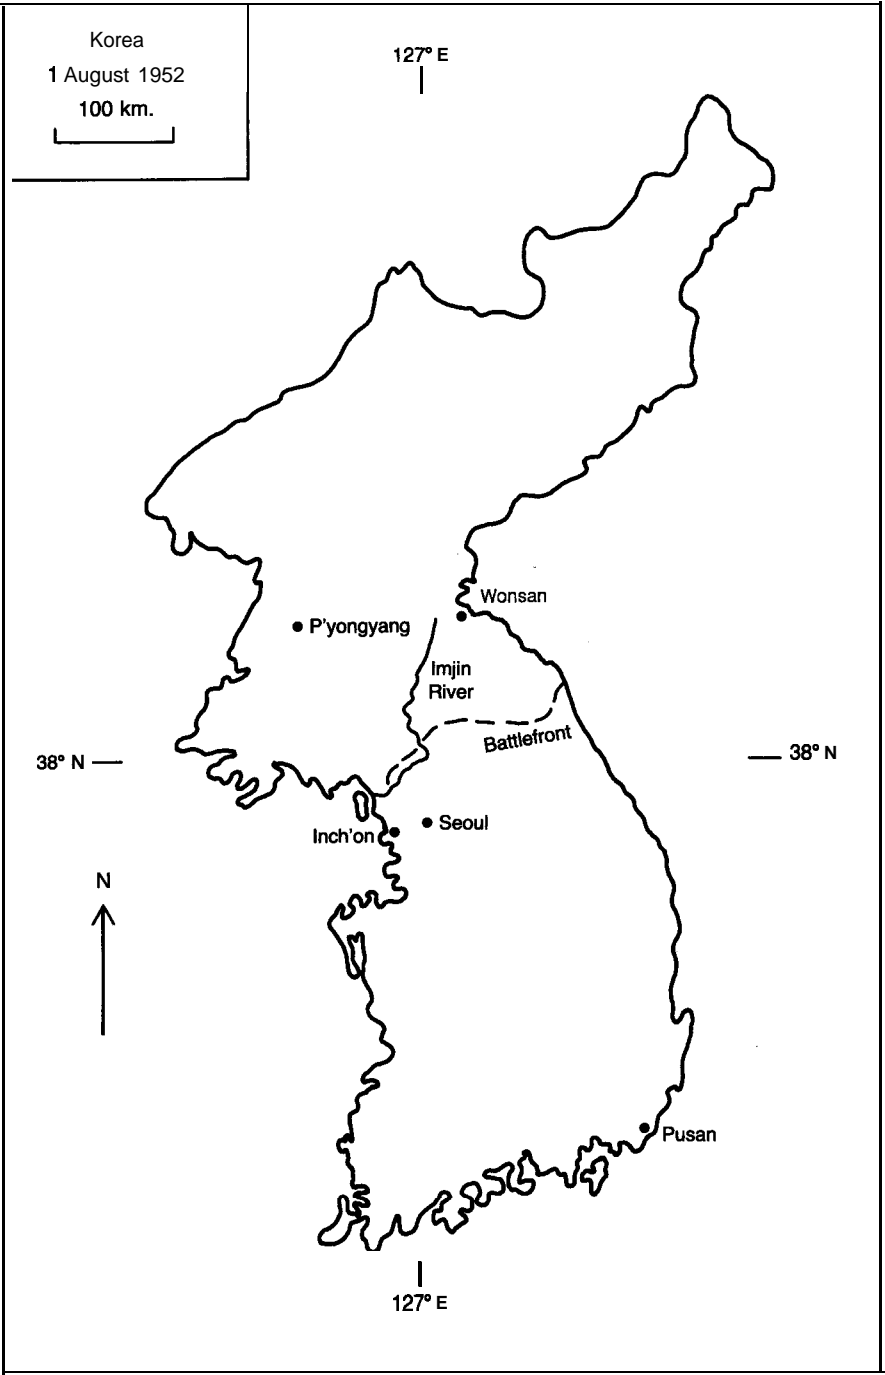 Korea
1 August 1952
100 km.
127° E
Wonsan
P'yongyang
Imjin
River
Battlefront
38° N
38° N
Seoul
Inch'on
N
Pusan
127° E